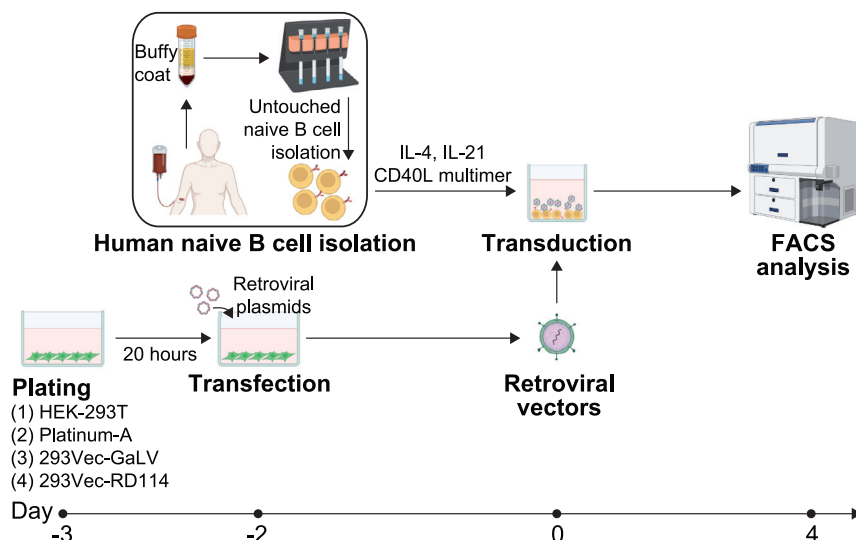 Buffy
coat
Untouched
naive B cell
isolation
IL-4, IL-21
CD40L multimer
Human naive B cell isolation
Transduction
FACS
analysis
Retroviral
plasmids
20 hours
Plating
Transfection
Retroviral
vectors
(1) HEK-293T
(2) Platinum-A
(3) 293Vec-GaLV
(4) 293Vec-RD114
Day
-3
-2
0
4